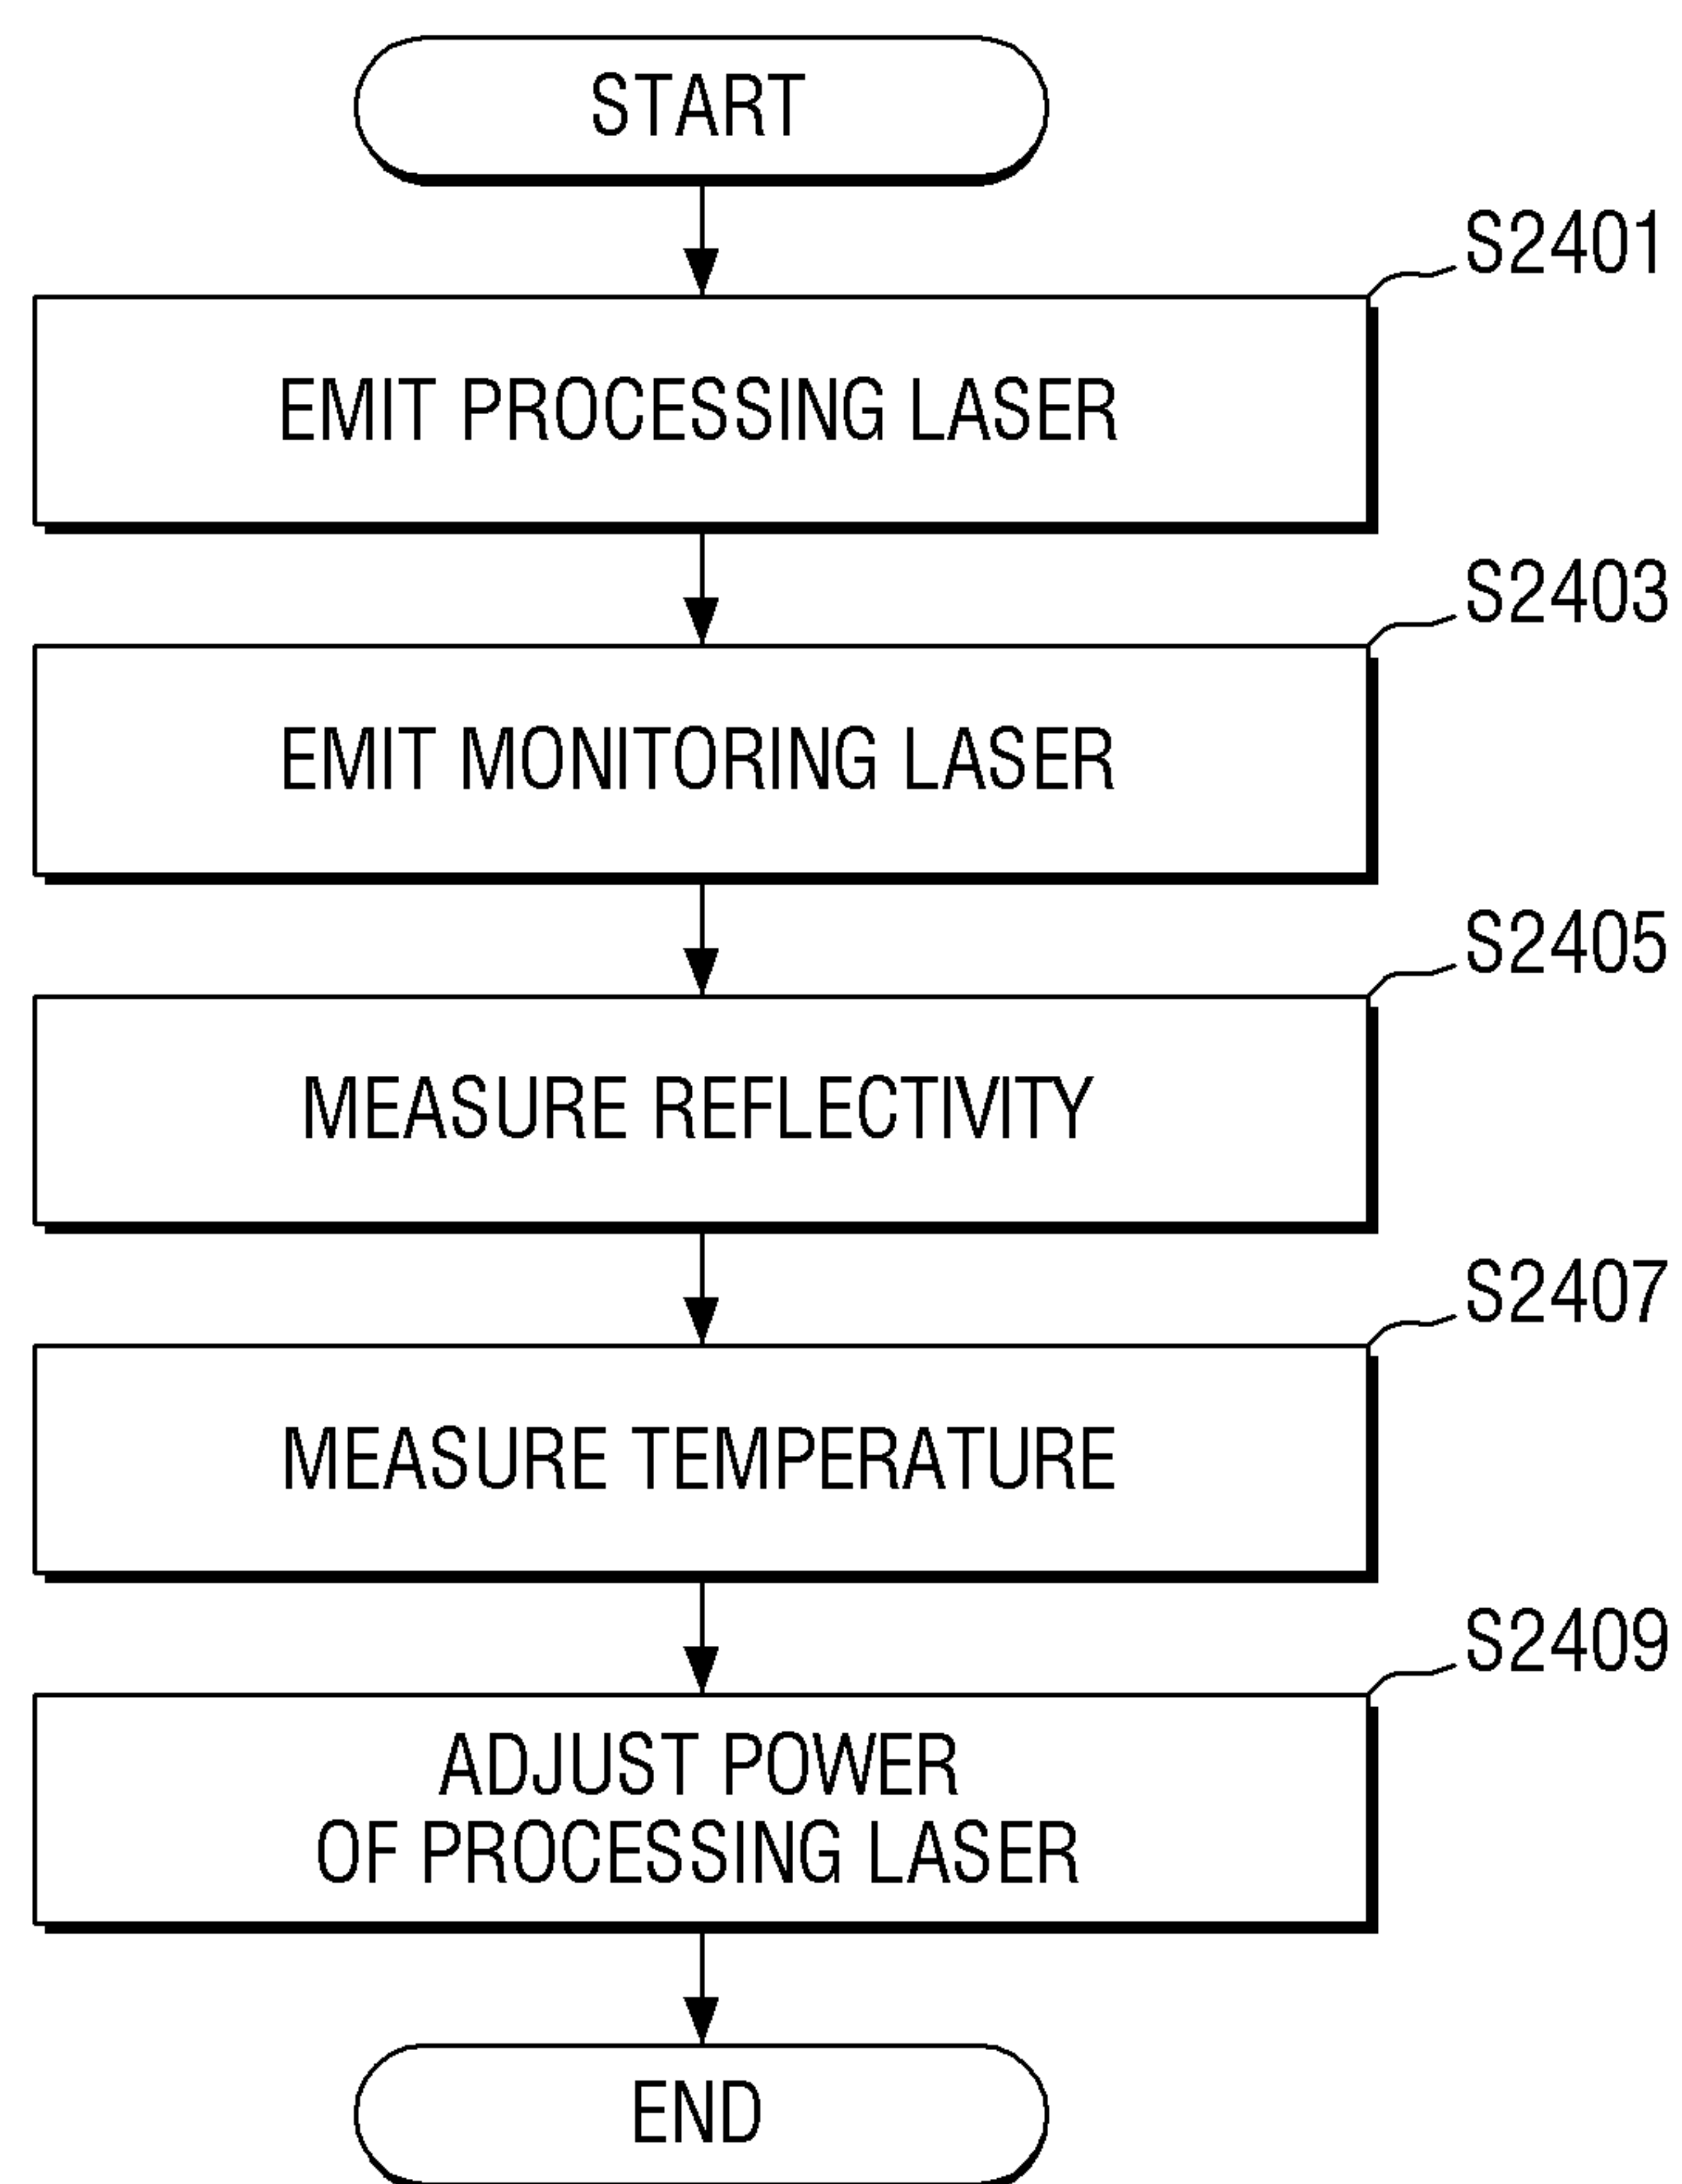 START
S2401
EMIT PROCESSING LASER
S2403
EMIT MONITORING LASER
S2405
MEASURE REFLECTIVITY
S2407
MEASURE TEMPERATURE
S2409
ADJUST POWER
OF PROCESSING LASER
END